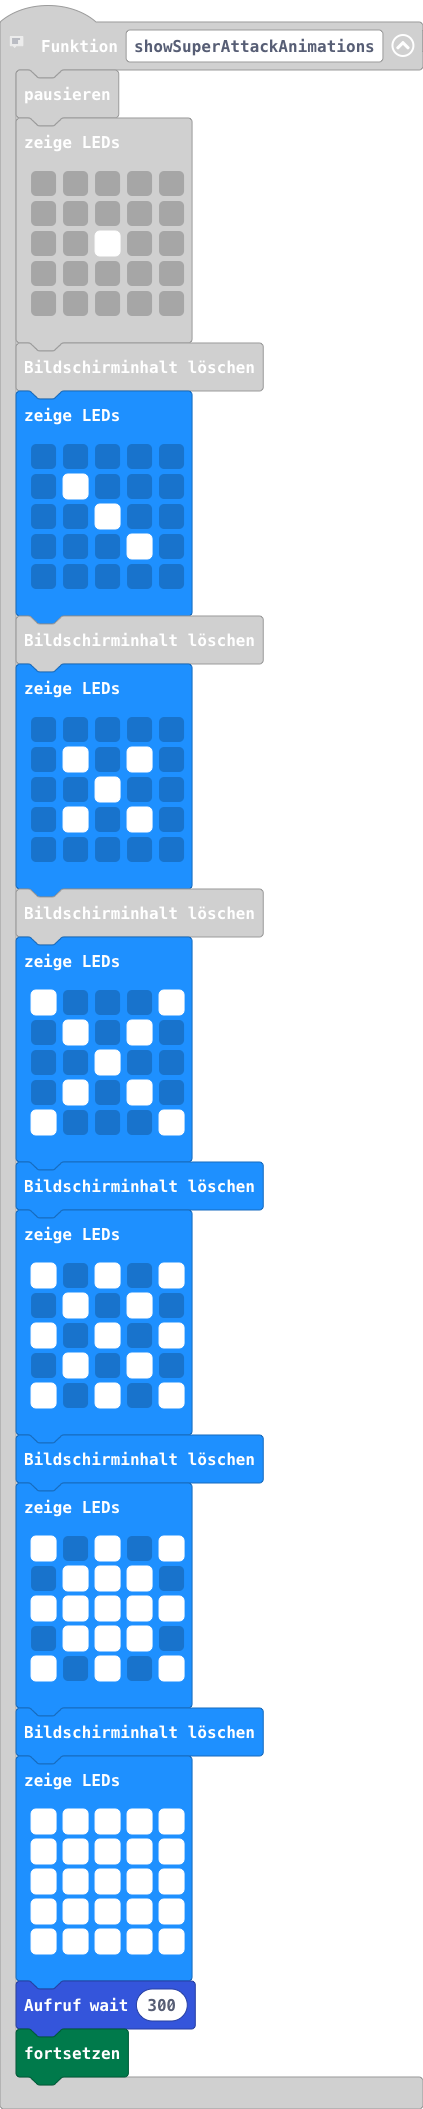 Funktion showSuperAttackAnimations
pausieren
zeige LEDs
Bildschirminhalt löschen
zeige LEDs
Bildschirminhalt löschen
zeige LEDs
Bildschirminhalt löschen
zeige LEDs
Bildschirminhalt löschen
zeige LEDs
Bildschirminhalt löschen
zeige LEDs
Bildschirminhalt löschen
zeige LEDs
Aufruf wait 300
fortsetzen